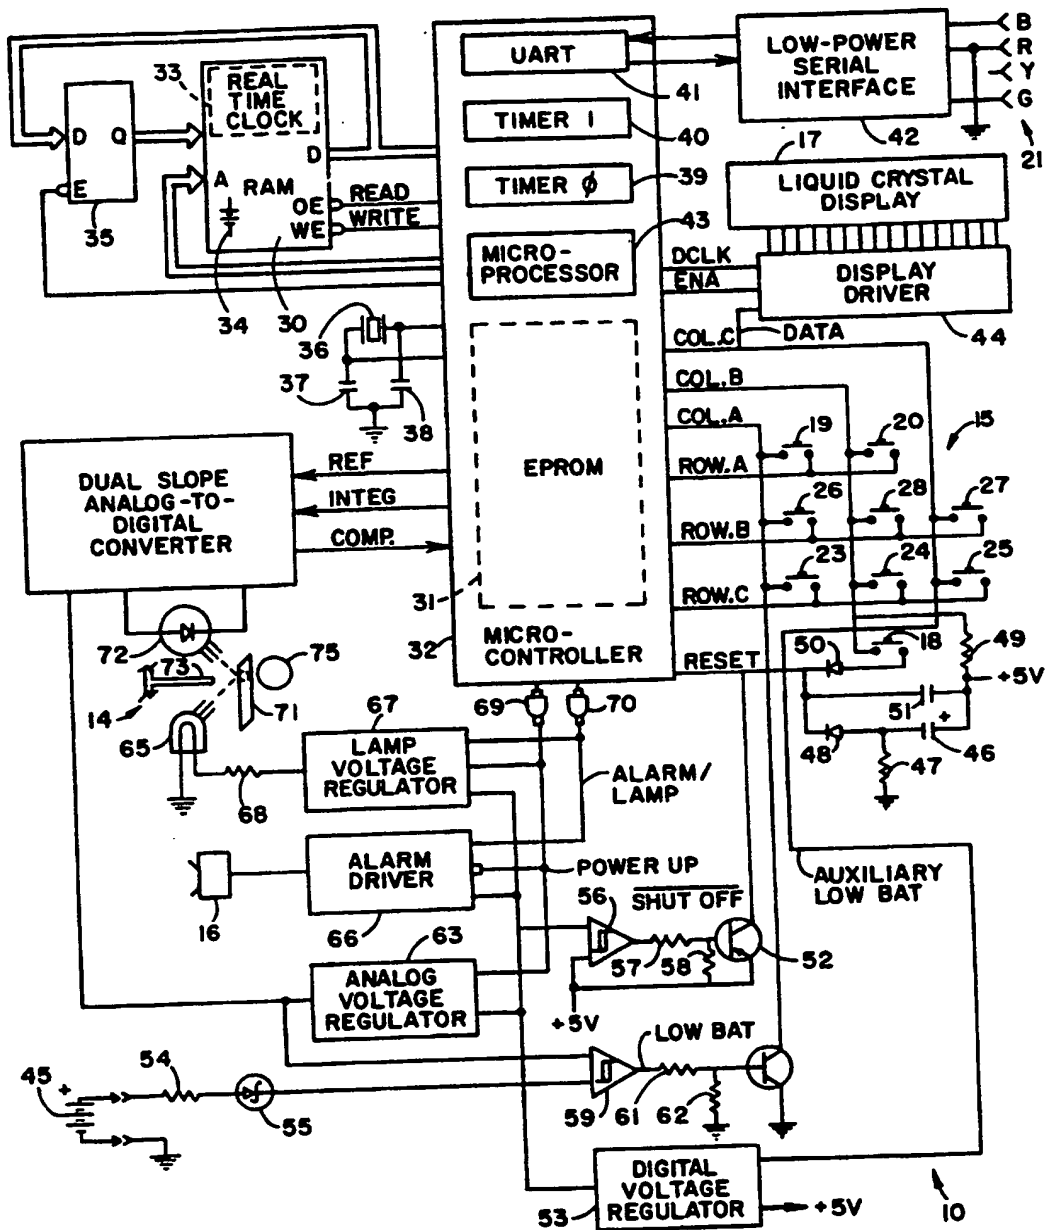 UART
41
TIMER 1
40
TIMER ϕ
39
MICRO-
PROCESSOR
43
EPROM
31
32
MICRO-
CONTROLLER
LOW-POWER
SERIAL
INTERFACE
42
B
R
Y
G
21
33
REAL
TIME
CLOCK
D
Q
E
35
A
RAM
D
OE
WE
READ
WRITE
34
30
17
LIQUID CRYSTAL
DISPLAY
DCLK
ENA
DISPLAY
DRIVER
44
COL.C
DATA
COL.B
COL.A
ROW.A
ROW.B
ROW.C
RESET
19
20
15
26
28
27
23
24
25
18
50
49
+5V
51
+
48
46
47
36
37
38
DUAL SLOPE
ANALOG-TO-
DIGITAL
CONVERTER
REF
INTEG
COMP.
72
73
75
14
71
65
68
69
70
67
LAMP
VOLTAGE
REGULATOR
ALARM/
LAMP
ALARM
DRIVER
66
16
POWER UP
AUXILIARY
LOW BAT
SHUT OFF
56
57
58
52
+5V
63
ANALOG
VOLTAGE
REGULATOR
LOW BAT
59
61
62
45
+
54
55
DIGITAL
VOLTAGE
REGULATOR
53
+5V
10